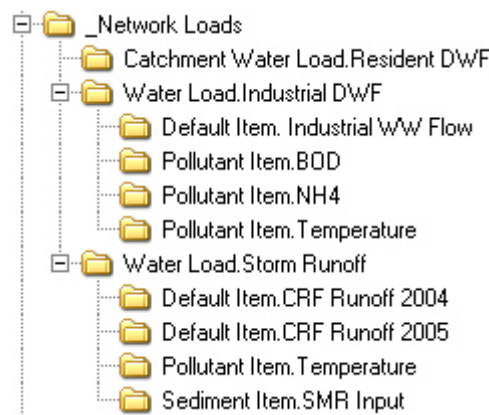 _Network Loads
Catchment Water Load.Resident DWF
Water Load.Industrial DWF
Default Item. Industrial WW Flow
Pollutant Item.BOD
Pollutant Item.NH4
Pollutant Item.Temperature
Water Load.Storm Runoff
Default Item.CRF Runoff 2004
Default Item.CRF Runoff 2005
Pollutant Item.Temperature
Sediment Item.SMR Input